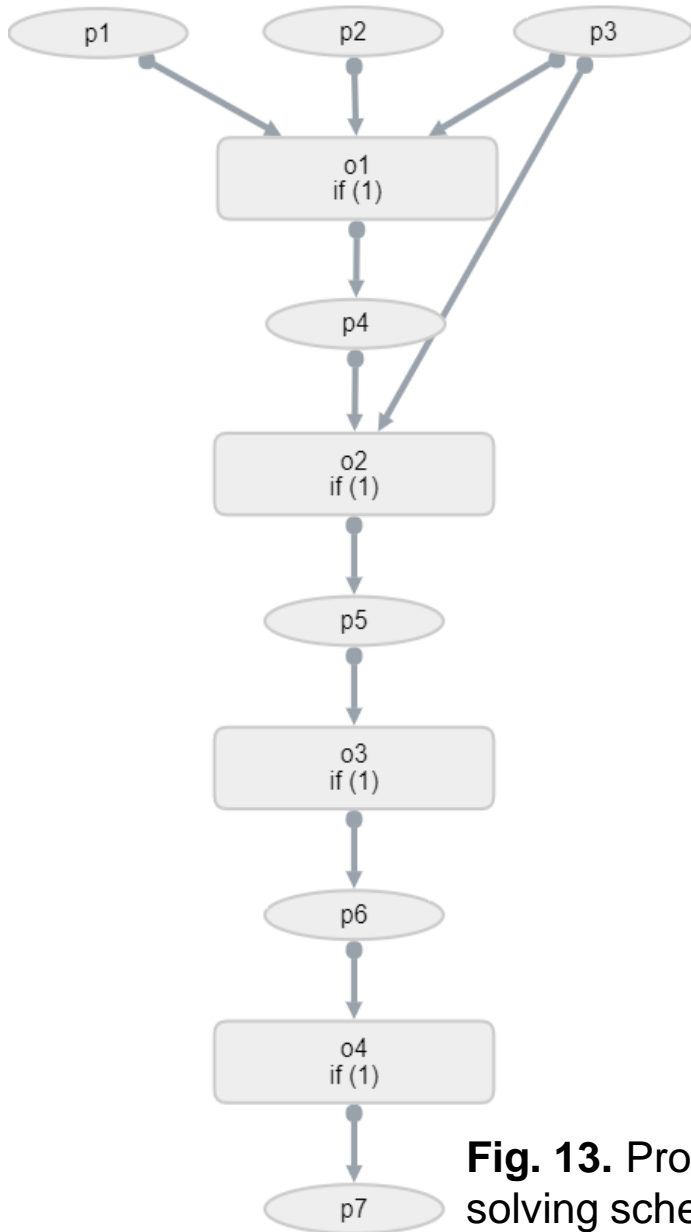 p1
p2
p3
o1
if (1)
p4
o2
if (1)
p5
o3
if (1)
p6
o4
if (1)
p7
Fig. 13. Pro
solving sche